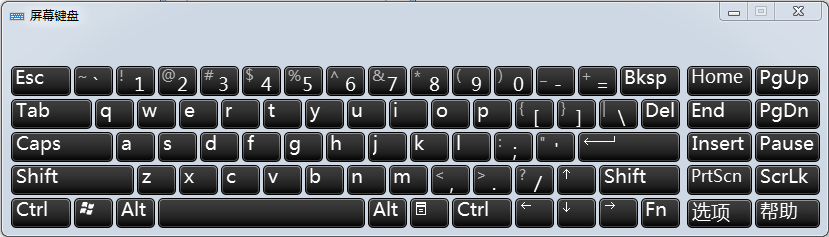 屏幕键盘
Esc ~ ` ! 1 @ 2 # 3 $ 4 % 5 ^ 6 & 7 * 8 ( 9 ) 0 _ - + = Bksp Home PgUp
Tab q w e r t y u i o p { [ } ] | \ Del End PgDn
Caps a s d f g h j k l : ; " ' Insert Pause
Shift z x c v b n m < , > . ? / ↑ Shift PrtScn ScrLk
Ctrl Alt Alt Ctrl ← ↓ → Fn 选项 帮助